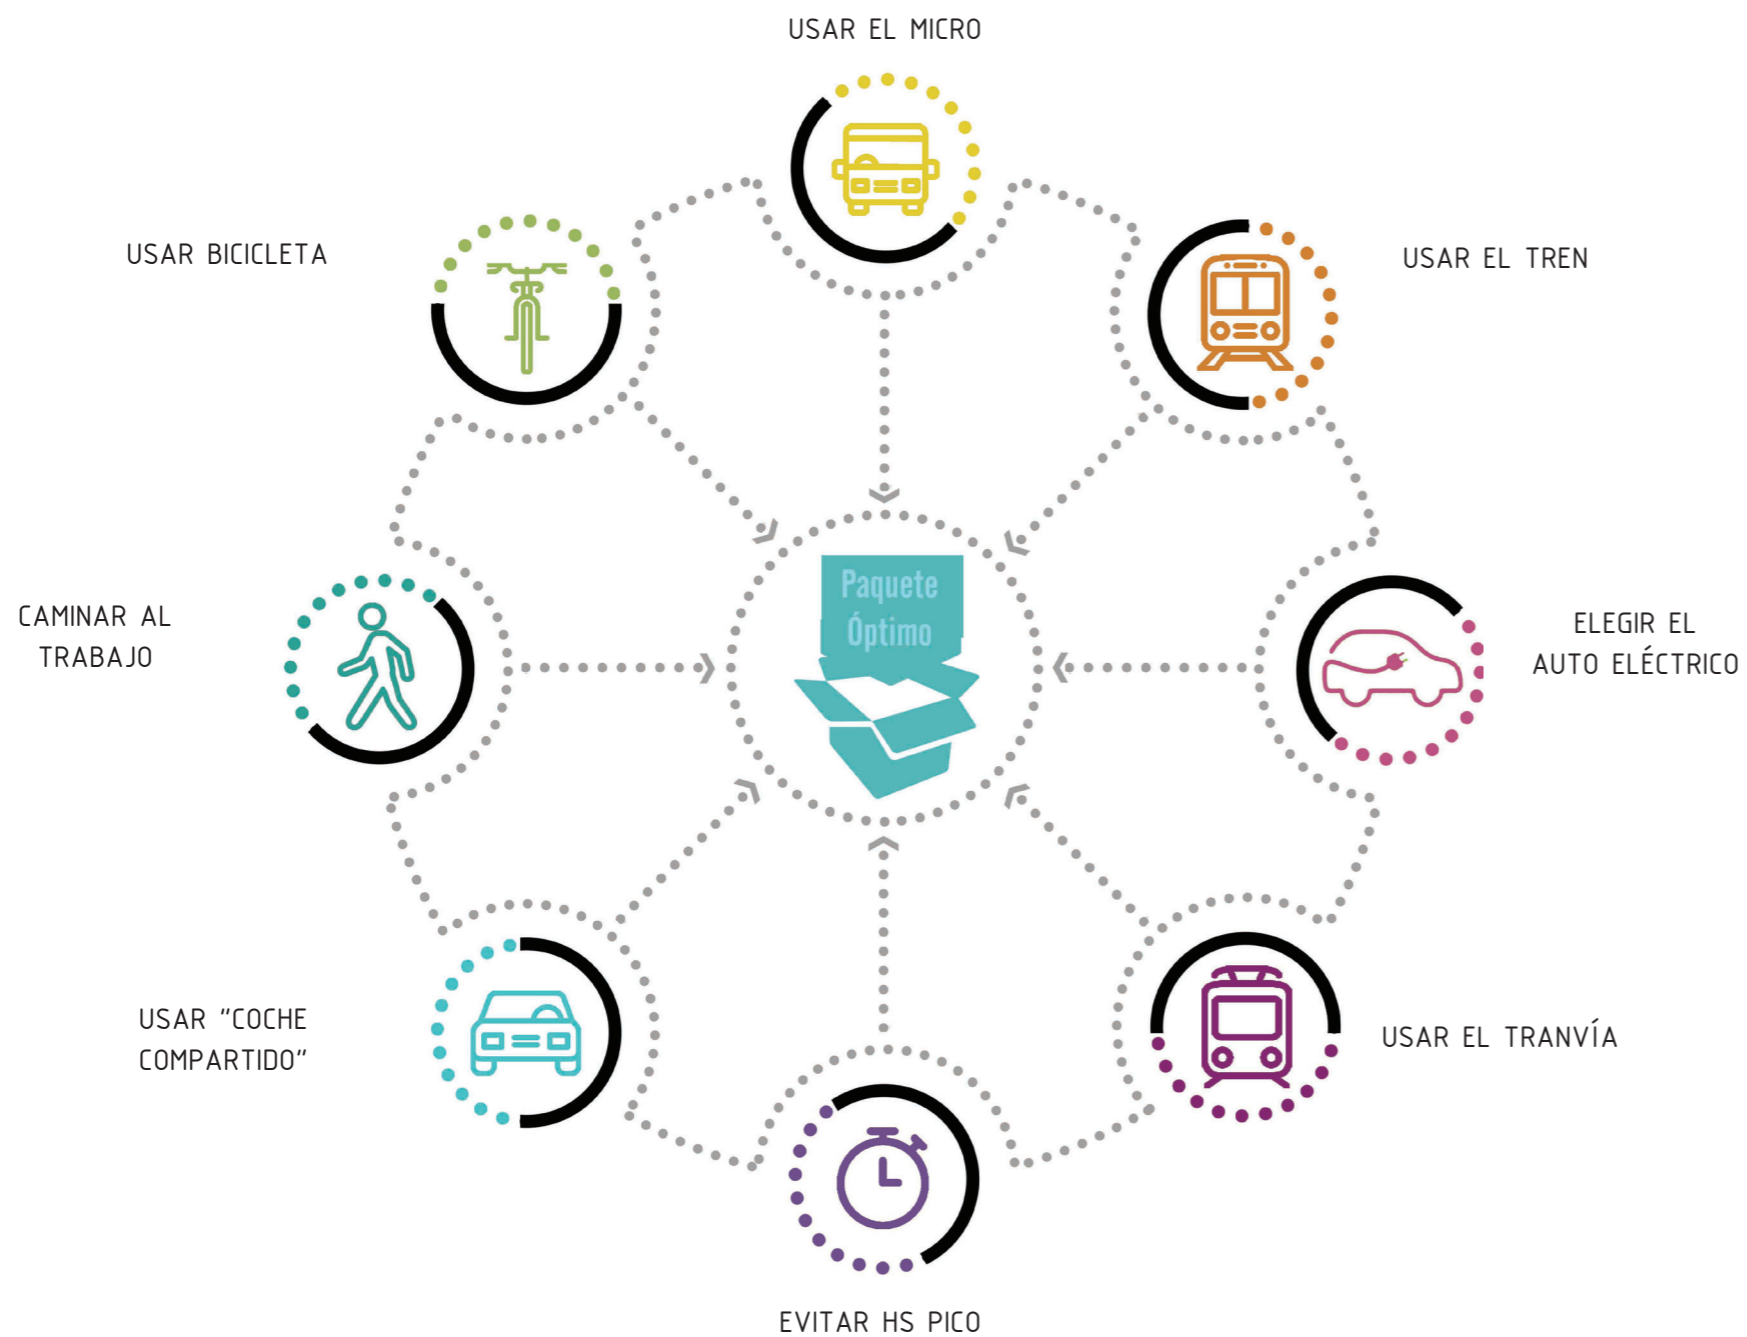 USAR EL MICRO
USAR BICICLETA
USAR EL TREN
Paquete
Óptimo
CAMINAR AL
TRABAJO
ELEGIR EL
AUTO ELÉCTRICO
USAR "COCHE
COMPARTIDO"
USAR EL TRANVÍA
EVITAR HS PICO